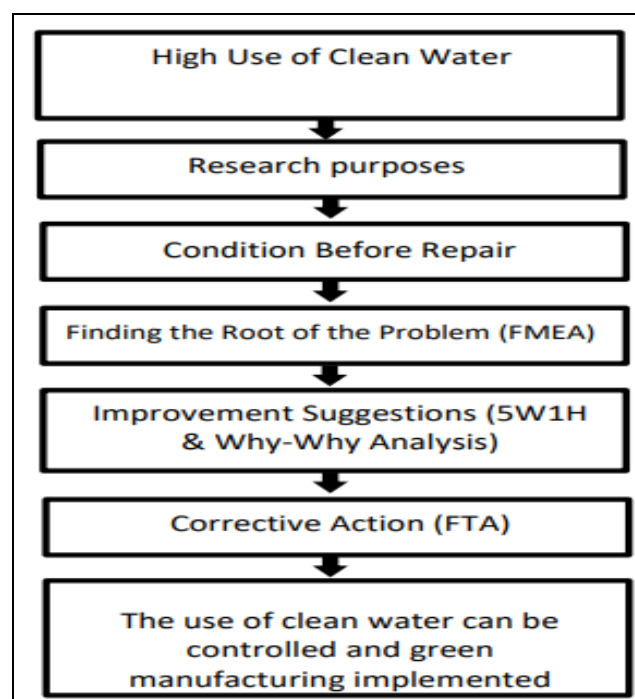 High Use of Clean Water
Research purposes
Condition Before Repair
Finding the Root of the Problem (FMEA)
Improvement Suggestions (5W1H
& Why-Why Analysis)
Corrective Action (FTA)
The use of clean water can be
controlled and green
manufacturing implemented